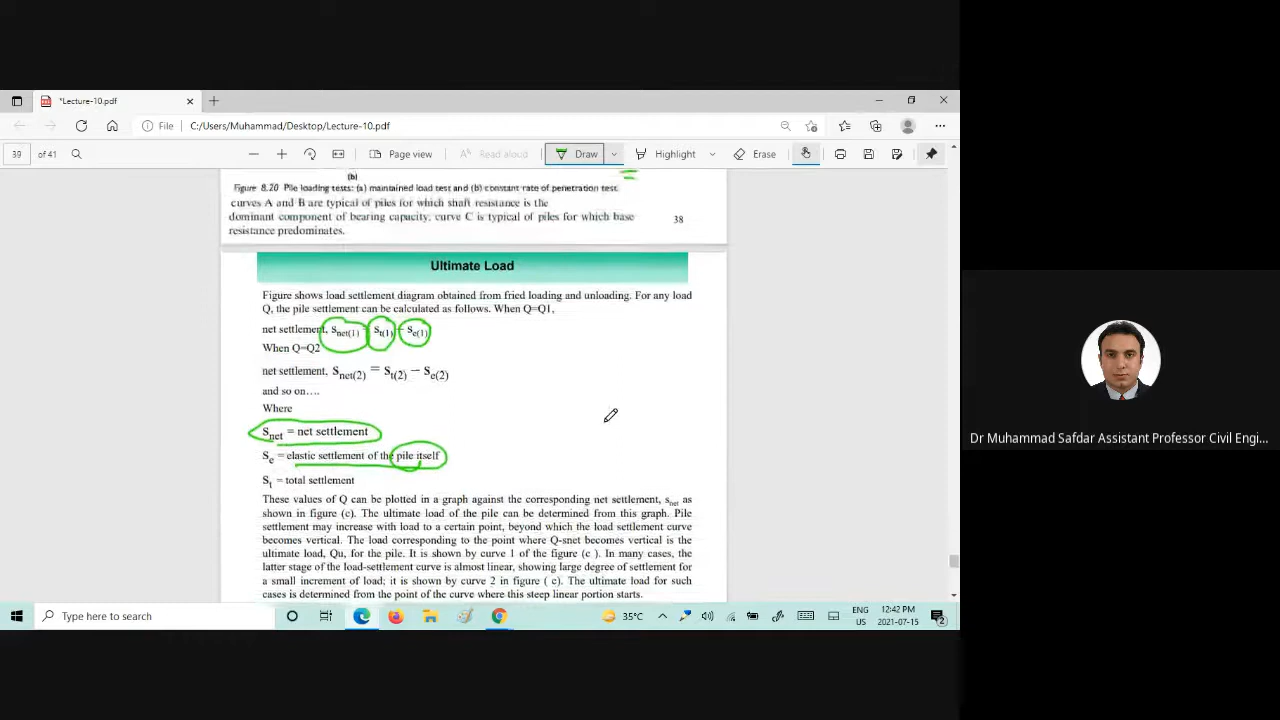 *Lecture-10.pdf
File C:/Users/Muhammad/Desktop/Lecture-10.pdf
39 of 41 Page view Read aloud Draw Highlight Erase
(b)
Figure 8.20 Pile loading tests: (a) maintained load test and (b) constant rate of penetration test.
curves A and B are typical of piles for which shaft resistance is the
dominant component of bearing capacity, curve C is typical of piles for which base
resistance predominates.
38
Ultimate Load
Figure shows load settlement diagram obtained from fried loading and unloading. For any load
Q, the pile settlement can be calculated as follows. When Q=Q1,
net settlement, Snet(1) = St(1) − Se(1)
When Q=Q2
net settlement, Snet(2) = St(2) − Se(2)
and so on….
Where
Snet = net settlement
Se = elastic settlement of the pile itself
St = total settlement
These values of Q can be plotted in a graph against the corresponding net settlement, snet as
shown in figure (c). The ultimate load of the pile can be determined from this graph. Pile
settlement may increase with load to a certain point, beyond which the load settlement curve
becomes vertical. The load corresponding to the point where Q-snet becomes vertical is the
ultimate load, Qu, for the pile. It is shown by curve 1 of the figure (c ). In many cases, the
latter stage of the load-settlement curve is almost linear, showing large degree of settlement for
a small increment of load; it is shown by curve 2 in figure ( c). The ultimate load for such
cases is determined from the point of the curve where this steep linear portion starts.
Dr Muhammad Safdar Assistant Professor Civil Engi...
Type here to search
35°C
ENG
US
12:42 PM
2021-07-15
2